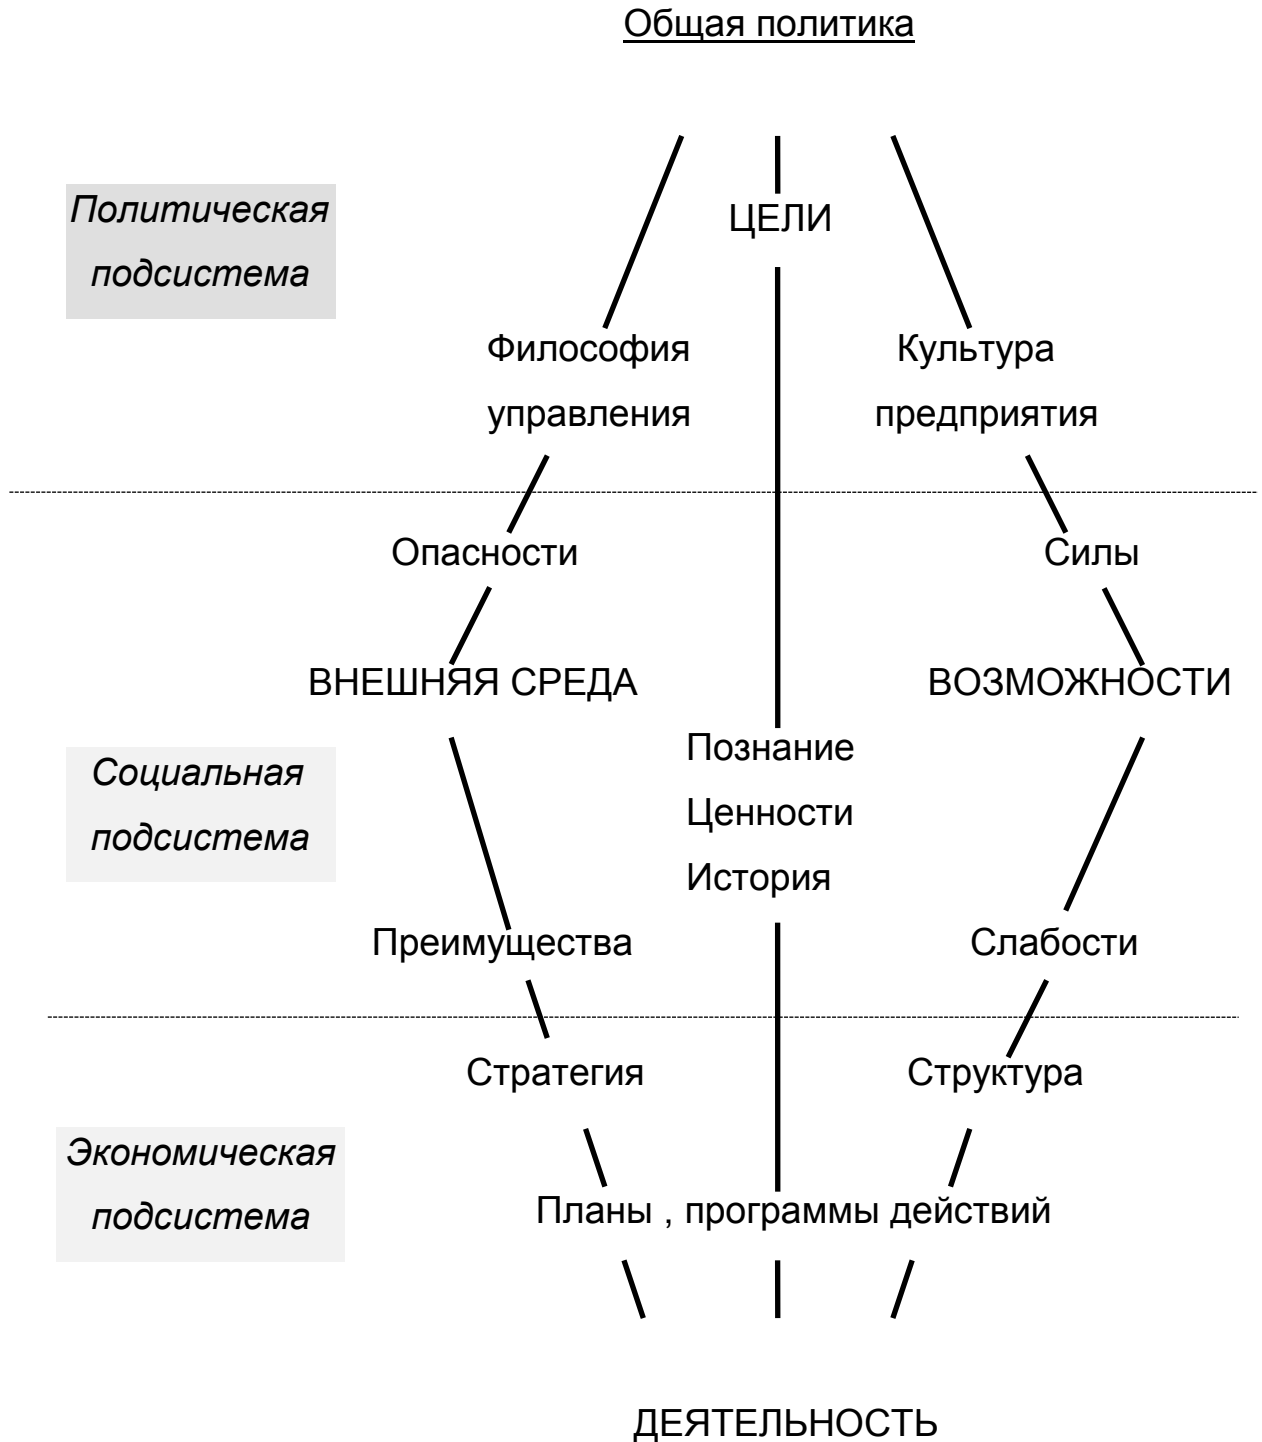 Общая политика
Политическая
подсистема
ЦЕЛИ
Философия
управления
Культура
предприятия
Опасности
Силы
ВНЕШНЯЯ СРЕДА
ВОЗМОЖНОСТИ
Социальная
подсистема
Познание
Ценности
История
Преимущества
Слабости
Стратегия
Структура
Экономическая
подсистема
Планы , программы действий
ДЕЯТЕЛЬНОСТЬ